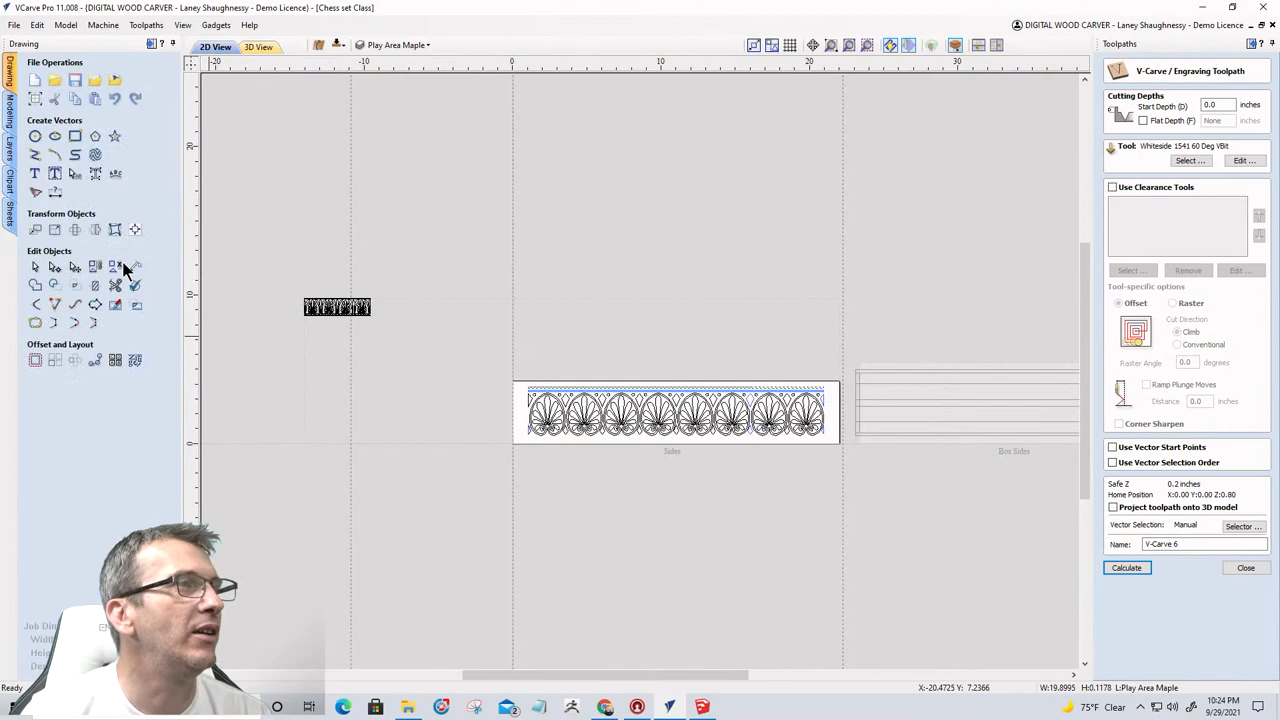 VCarve Pro 11.008 - {DIGITAL WOOD CARVER - Laney Shaughnessy - Demo Licence} - [Chess set Class]
File Edit Model Machine Toolpaths View Gadgets Help
DIGITAL WOOD CARVER - Laney Shaughnessy - Demo Licence
Drawing
2D View 3D View Play Area Maple
Toolpaths
File Operations
Create Vectors
Transform Objects
Edit Objects
Offset and Layout
Drawing
Modeling
Layers
Clipart
Sheets
-20 -10 0 10 20 30
20
10
0
Sides
Box Sides
V-Carve / Engraving Toolpath
Cutting Depths
Start Depth (D) 0.0 inches
Flat Depth (F) None inches
Tool: Whiteside 1541 60 Deg VBit
Select ... Edit ...
Use Clearance Tools
Select ... Remove Edit ...
Tool-specific options
Offset Raster
Cut Direction
Climb
Conventional
Raster Angle 0.0 degrees
Ramp Plunge Moves
Distance 0.0 inches
Corner Sharpen
Use Vector Start Points
Use Vector Selection Order
Safe Z 0.2 inches
Home Position X:0.00 Y:0.00 Z:0.80
Project toolpath onto 3D model
Vector Selection: Manual Selector ...
Name: V-Carve 6
Calculate Close
Ready
X:-20.4725 Y: 7.2366 W:19.8995 H:0.1178 L:Play Area Maple
75°F Clear
10:24 PM
9/29/2021